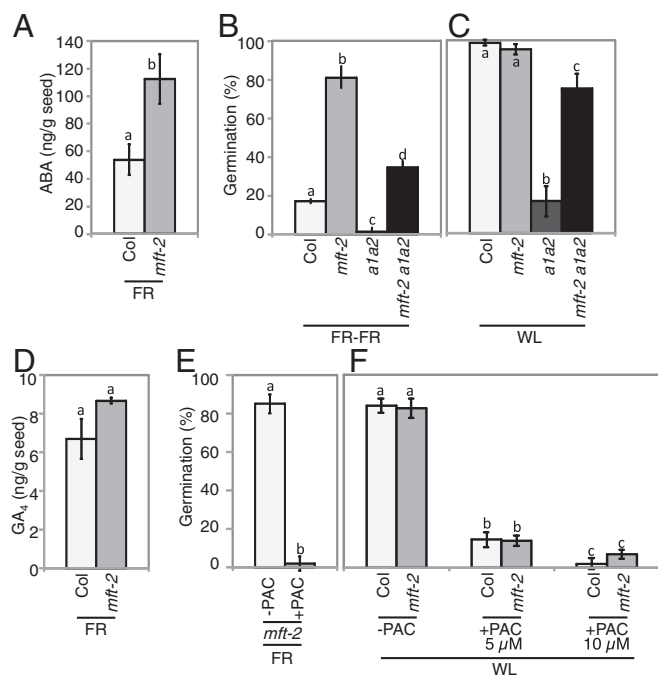 A
ABA (ng/g seed)
140
120
100
80
60
40
20
0
a
b
Col
mft-2
FR
B
Germination (%)
100
80
60
40
20
0
a
b
c
d
Col
mft-2
a1a2
mft-2 a1a2
FR-FR
C
a
a
b
c
Col
mft-2
a1a2
mft-2 a1a2
WL
D
GA4 (ng/g seed)
10
8
6
4
2
0
a
a
Col
mft-2
FR
E
Germination (%)
100
80
60
40
20
0
a
b
-PAC
+PAC
mft-2
FR
F
a
a
b
b
c
c
Col
mft-2
Col
mft-2
Col
mft-2
-PAC
+PAC
5 µM
+PAC
10 µM
WL